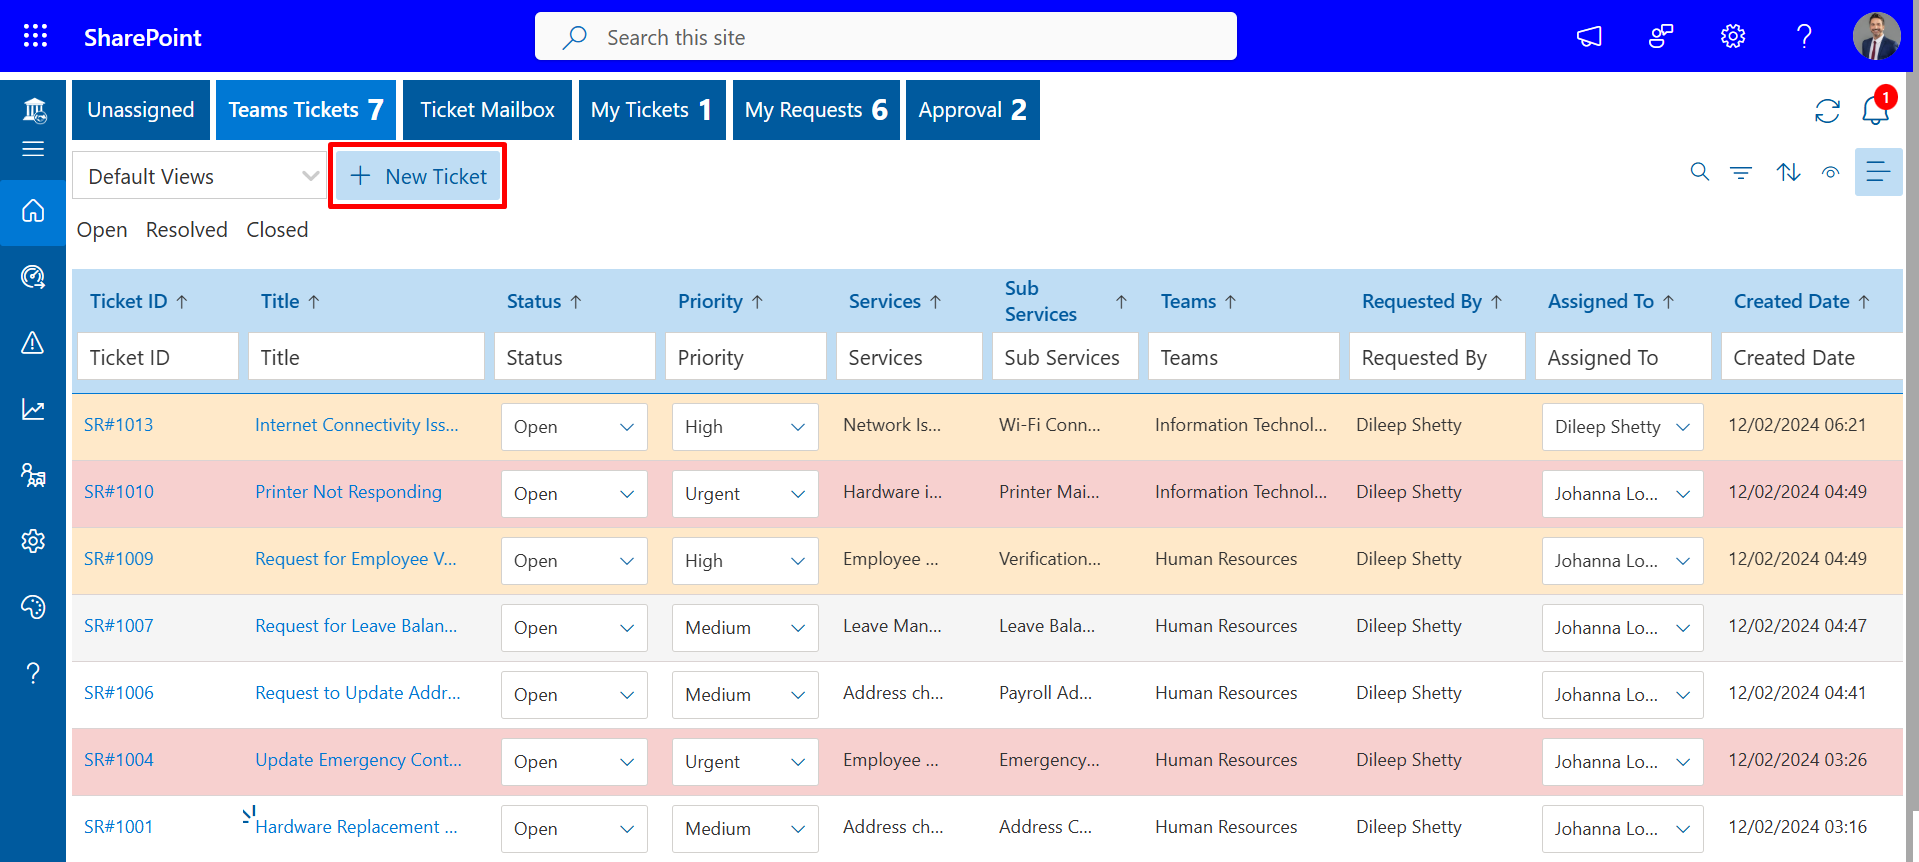 SharePoint
Search this site
Unassigned Teams Tickets 7 Ticket Mailbox My Tickets 1 My Requests 6 Approval 2
1
Default Views
New Ticket
Open Resolved Closed
Ticket ID Title Status Priority Services Sub Services Teams Requested By Assigned To Created Date
Ticket ID Title Status Priority Services Sub Services Teams Requested By Assigned To Created Date
SR#1013 Internet Connectivity Iss... Open High Network Is... Wi-Fi Conn... Information Technol... Dileep Shetty Dileep Shetty 12/02/2024 06:21
SR#1010 Printer Not Responding Open Urgent Hardware i... Printer Mai... Information Technol... Dileep Shetty Johanna Lo... 12/02/2024 04:49
SR#1009 Request for Employee V... Open High Employee ... Verification... Human Resources Dileep Shetty Johanna Lo... 12/02/2024 04:49
SR#1007 Request for Leave Balan... Open Medium Leave Man... Leave Bala... Human Resources Dileep Shetty Johanna Lo... 12/02/2024 04:47
SR#1006 Request to Update Addr... Open Medium Address ch... Payroll Ad... Human Resources Dileep Shetty Johanna Lo... 12/02/2024 04:41
SR#1004 Update Emergency Cont... Open Urgent Employee ... Emergency... Human Resources Dileep Shetty Johanna Lo... 12/02/2024 03:26
SR#1001 Hardware Replacement ... Open Medium Address ch... Address C... Human Resources Dileep Shetty Johanna Lo... 12/02/2024 03:16